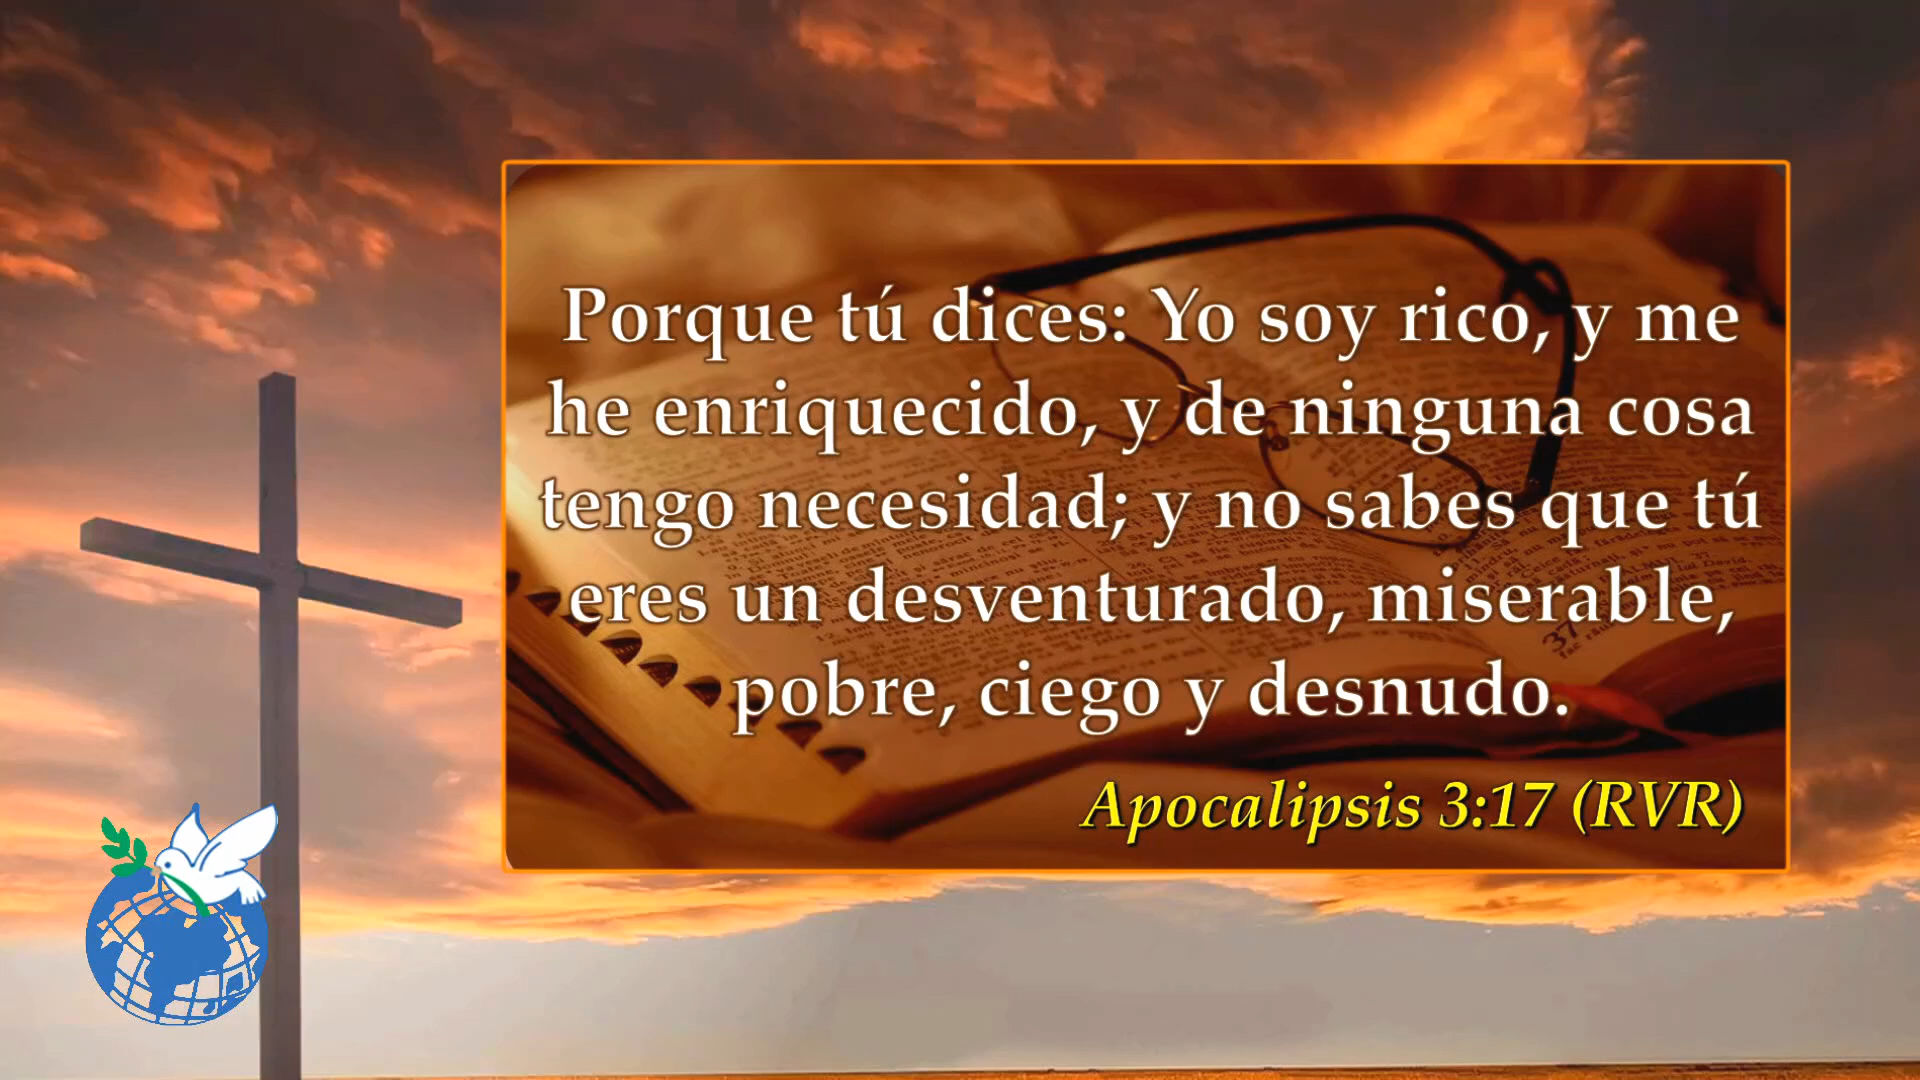 Porque tú dices: Yo soy rico, y me
he enriquecido, y de ninguna cosa
tengo necesidad; y no sabes que tú
eres un desventurado, miserable,
pobre, ciego y desnudo.
Apocalipsis 3:17 (RVR)
37